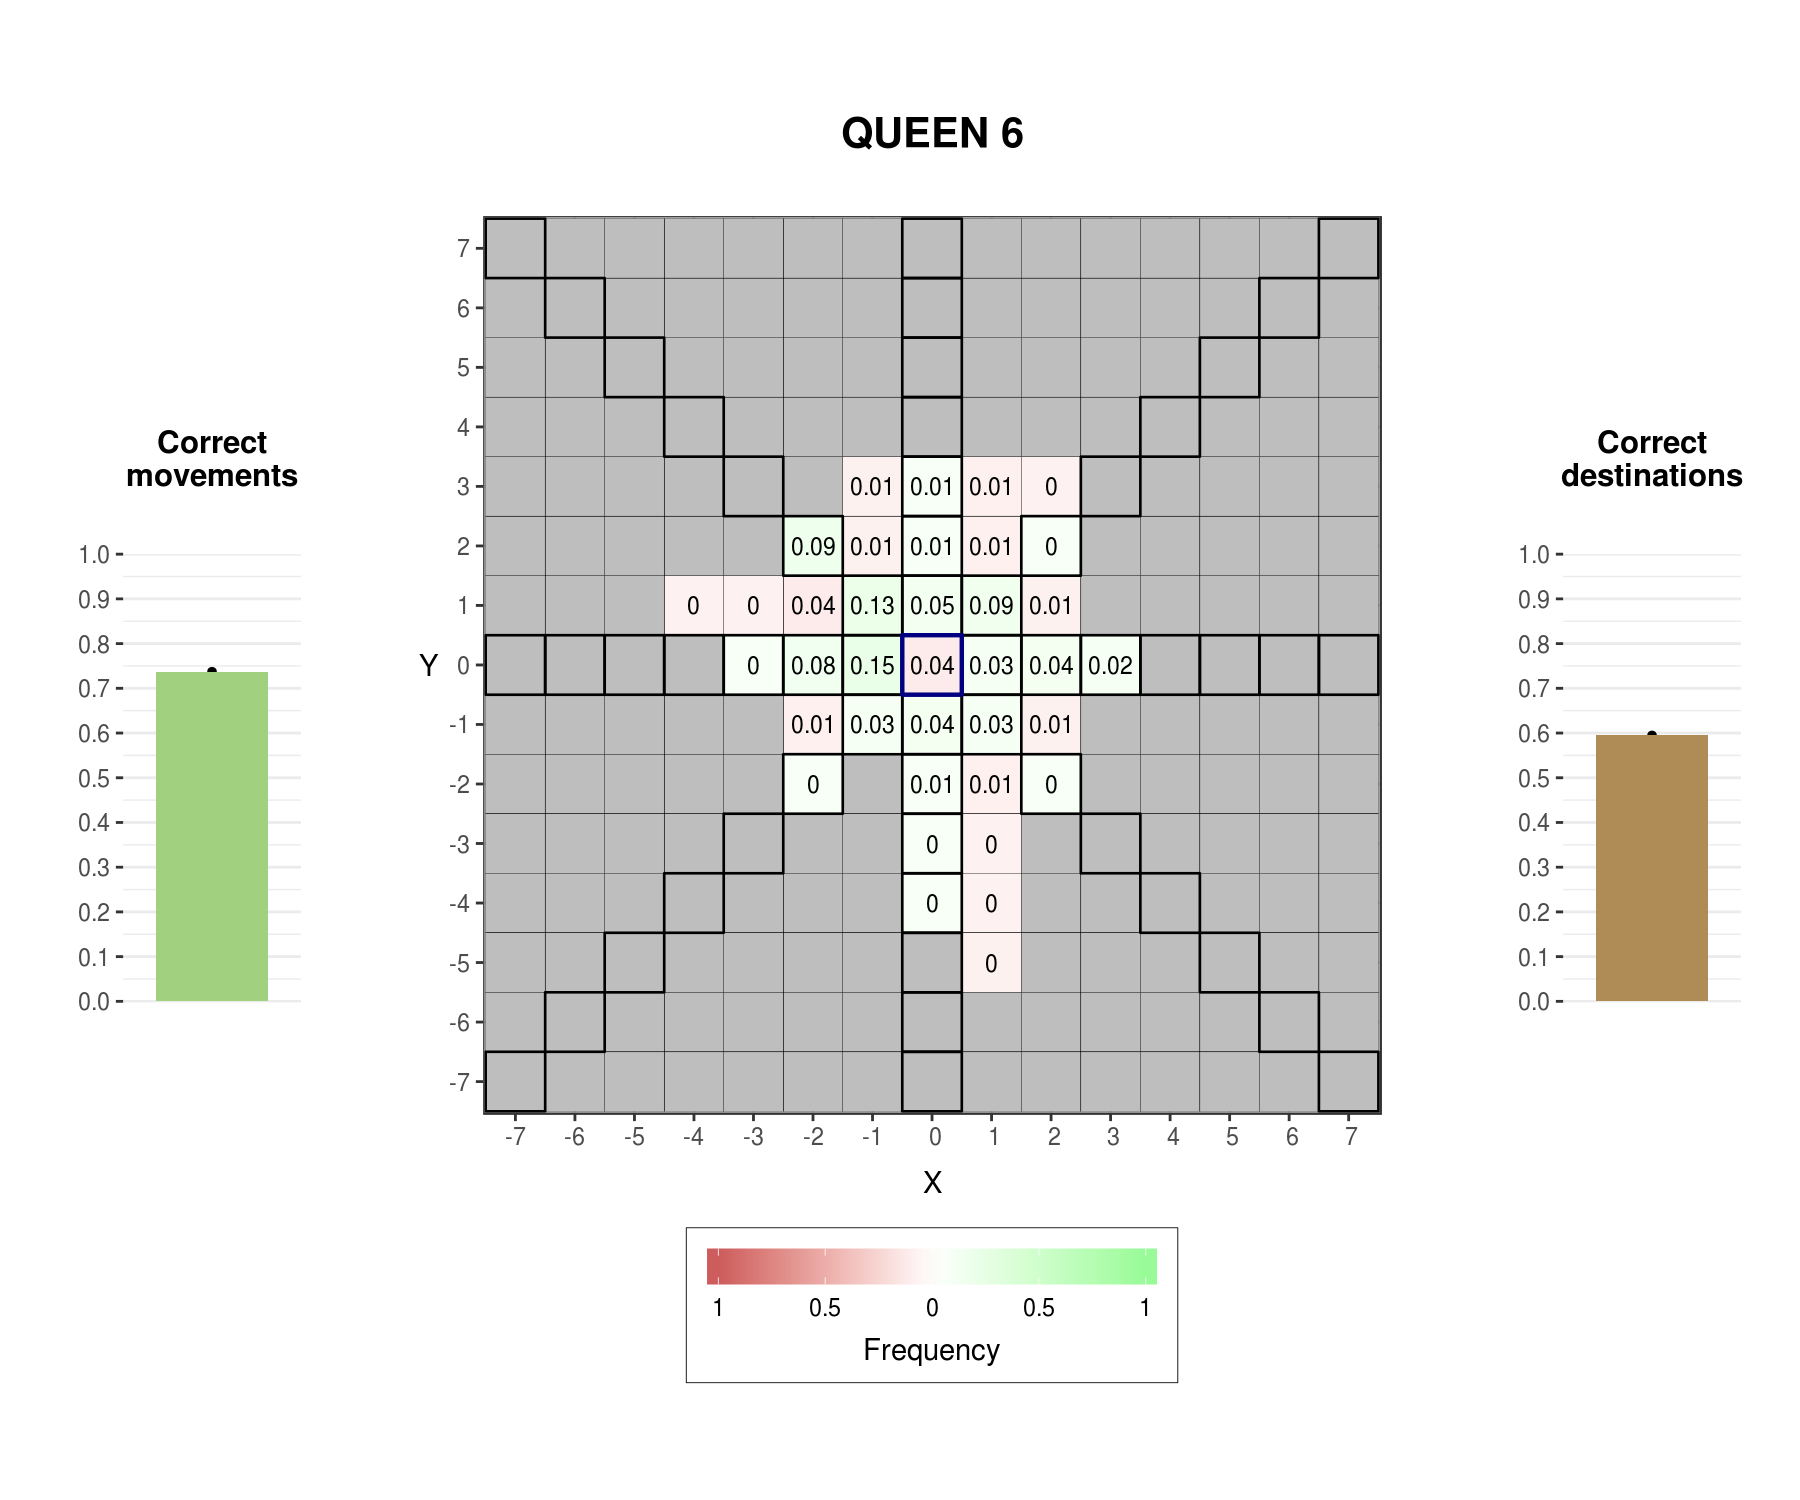 QUEEN 6
Correct
movements
1.0
0.9
0.8
0.7
0.6
0.5
0.4
0.3
0.2
0.1
0.0
Y
7
6
5
4
3
2
1
0
-1
-2
-3
-4
-5
-6
-7
0.01 0.01 0.01 0
0.09 0.01 0.01 0.01 0
0 0 0.04 0.13 0.05 0.09 0.01
0 0.08 0.15 0.04 0.03 0.04 0.02
0.01 0.03 0.04 0.03 0.01
0 0.01 0.01 0
0 0
0 0
0
-7 -6 -5 -4 -3 -2 -1 0 1 2 3 4 5 6 7
X
1 0.5 0 0.5 1
Frequency
Correct
destinations
1.0
0.9
0.8
0.7
0.6
0.5
0.4
0.3
0.2
0.1
0.0